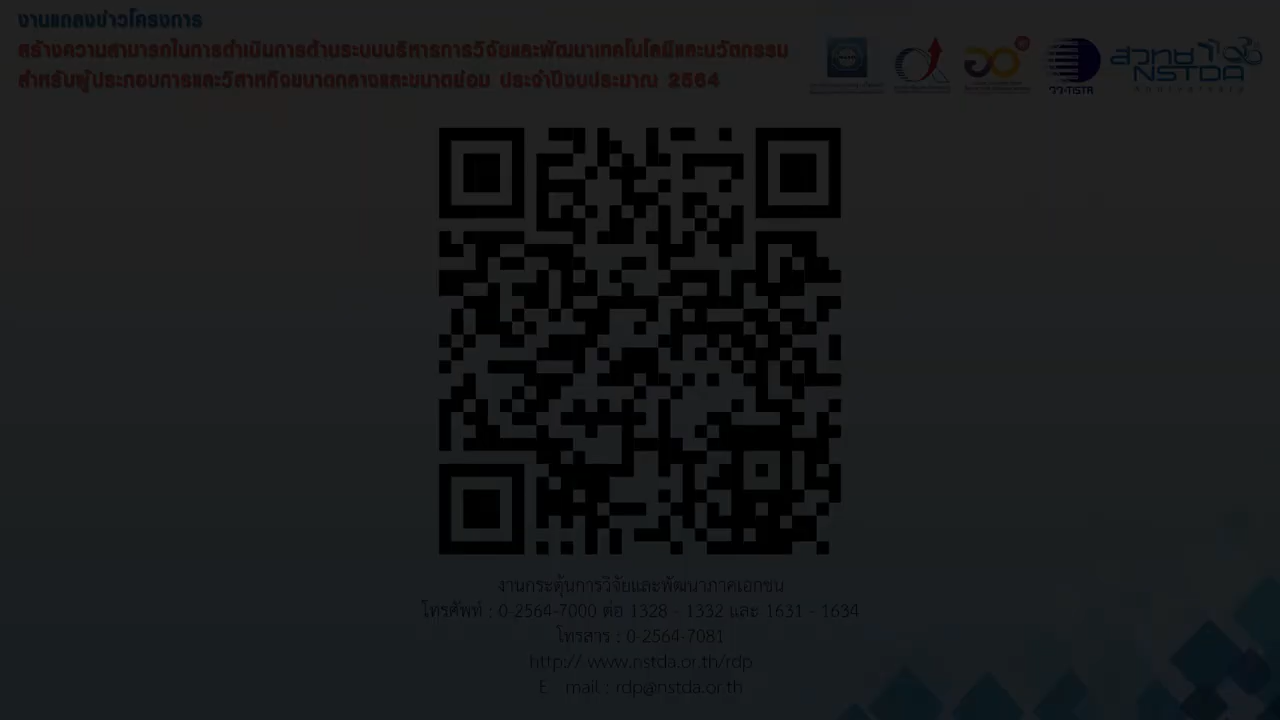 งานแถลงข่าวโครงการ
สร้างความสามารถในการดำเนินการด้านระบบบริหารการวิจัยและพัฒนาเทคโนโลยีและนวัตกรรม
สำหรับผู้ประกอบการและวิสาหกิจขนาดกลางและขนาดย่อม ประจำปีงบประมาณ 2564
วว•TISTR
สวทช
NSTDA
Anniversary
งานกระตุ้นการวิจัยและพัฒนาภาคเอกชน
โทรศัพท์ : 0-2564-7000 ต่อ 1328 - 1332 และ 1631 - 1634
โทรสาร : 0-2564-7081
http:// www.nstda.or.th/rdp
E - mail : rdp@nstda.or.th